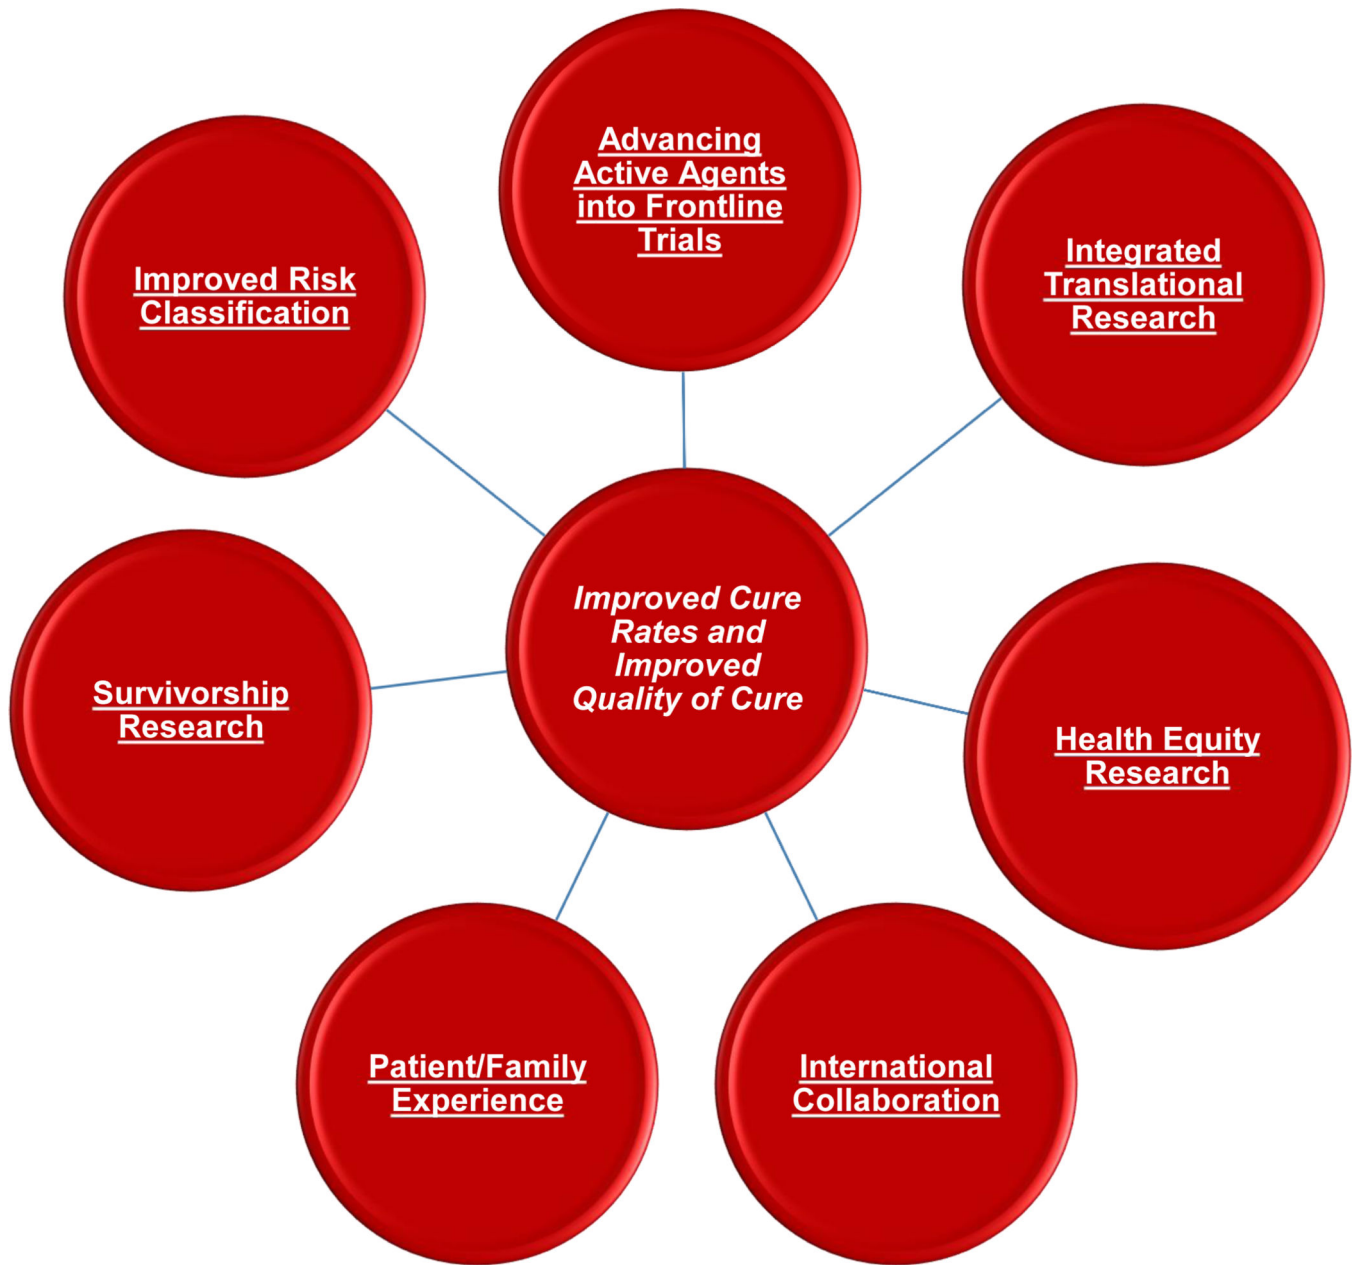 Advancing
Active Agents
into Frontline
Trials
Improved Risk
Classification
Integrated
Translational
Research
Improved Cure
Rates and
Improved
Quality of Cure
Survivorship
Research
Health Equity
Research
Patient/Family
Experience
International
Collaboration